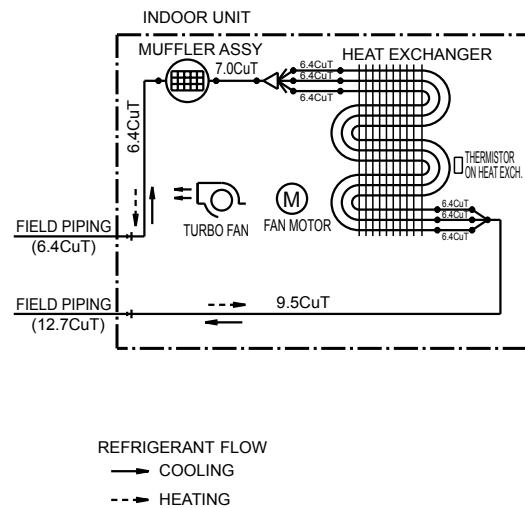 INDOOR UNIT
MUFFLER ASSY
7.0CuT
HEAT EXCHANGER
6.4CuT
6.4CuT
6.4CuT
6.4CuT
THERMISTOR
ON HEAT EXCH.
M
TURBO FAN
FAN MOTOR
6.4CuT
6.4CuT
6.4CuT
FIELD PIPING
(6.4CuT)
FIELD PIPING
(12.7CuT)
9.5CuT
REFRIGERANT FLOW
COOLING
HEATING